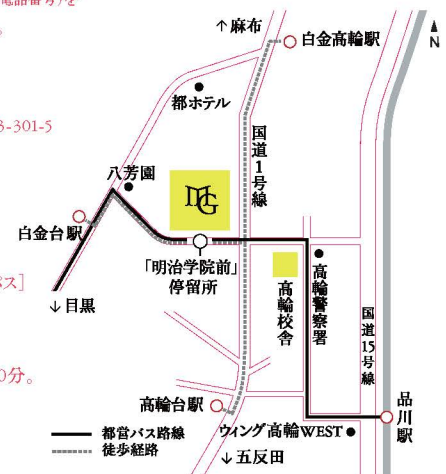 電話番号)を
。
3-301-5
バス]
0分。
↑麻布
白金高輪駅
N
都ホテル
国道1号線
八芳園
MG
白金台駅
「明治学院前」
停留所
↓目黒
高輪校舎
高輪警察署
国道15号線
高輪台駅
品川駅
都営バス路線
徒歩経路
ウィング高輪WEST
↓五反田